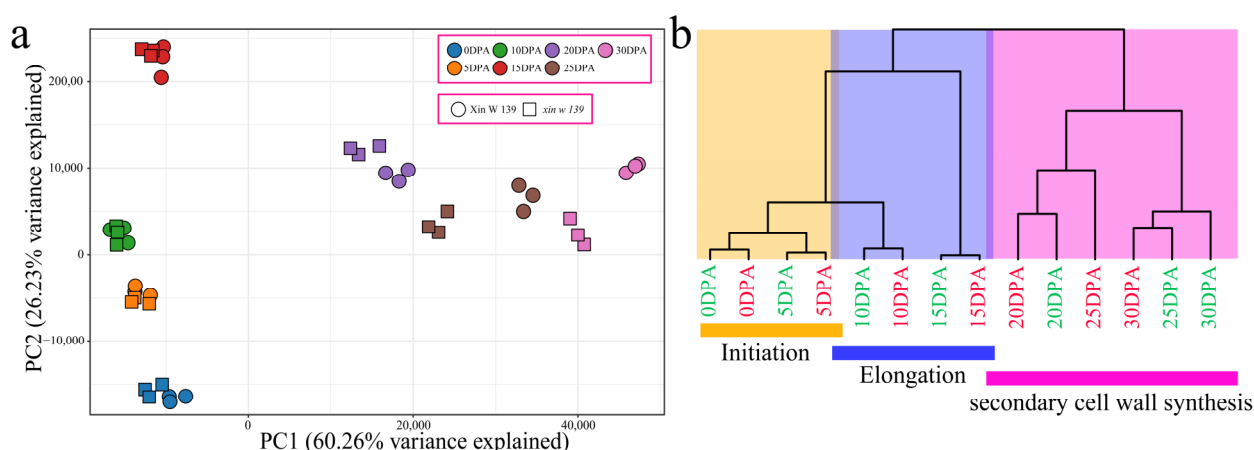 a
b
0DPA 10DPA 20DPA 30DPA
5DPA 15DPA 25DPA
Xin W 139 xin w 139
200,00
10,000
0
−10,000
PC2 (26.23% variance explained)
0 20,000 40,000
PC1 (60.26% variance explained)
0DPA 0DPA 5DPA 5DPA 10DPA 10DPA 15DPA 15DPA 20DPA 20DPA 25DPA 30DPA 25DPA 30DPA
Initiation
Elongation
secondary cell wall synthesis